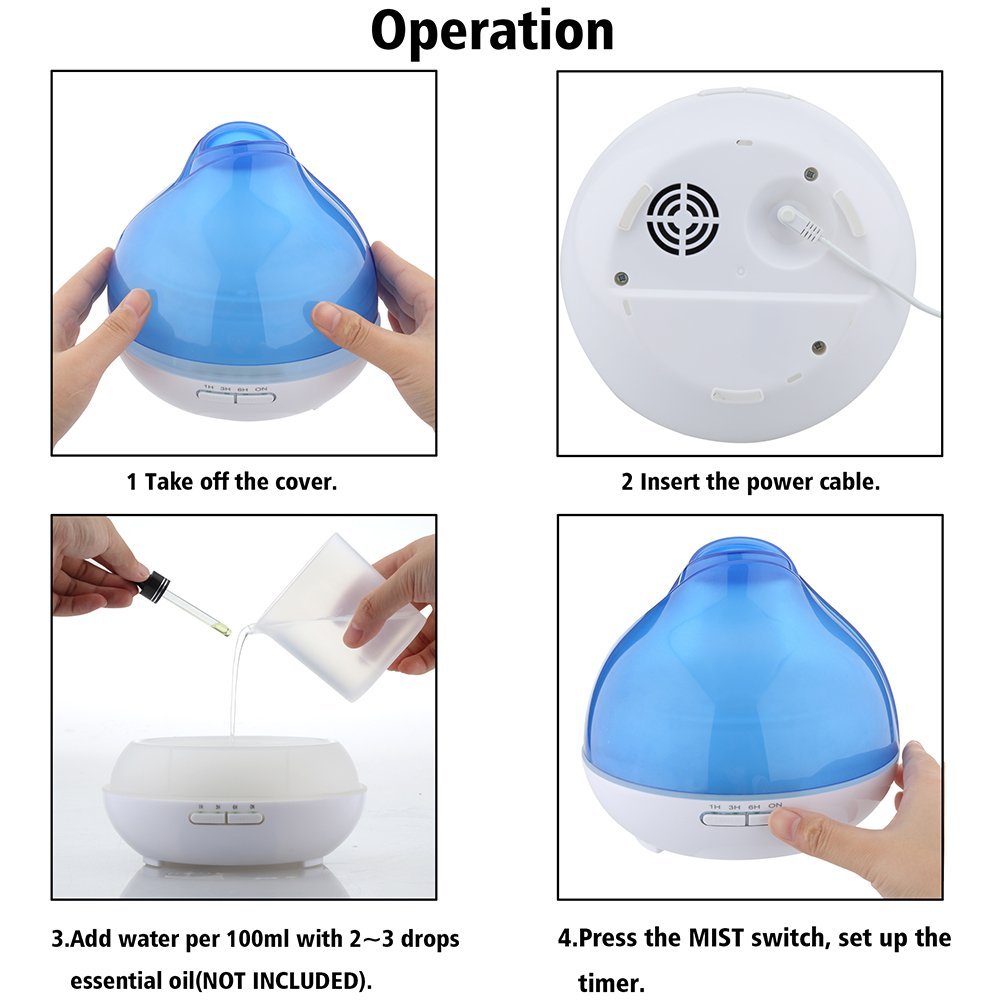 Operation
1H 3H 6H ON
1 Take off the cover.
2 Insert the power cable.
1H 3H 6H ON
3.Add water per 100ml with 2~3 drops
essential oil(NOT INCLUDED).
4.Press the MIST switch, set up the
timer.